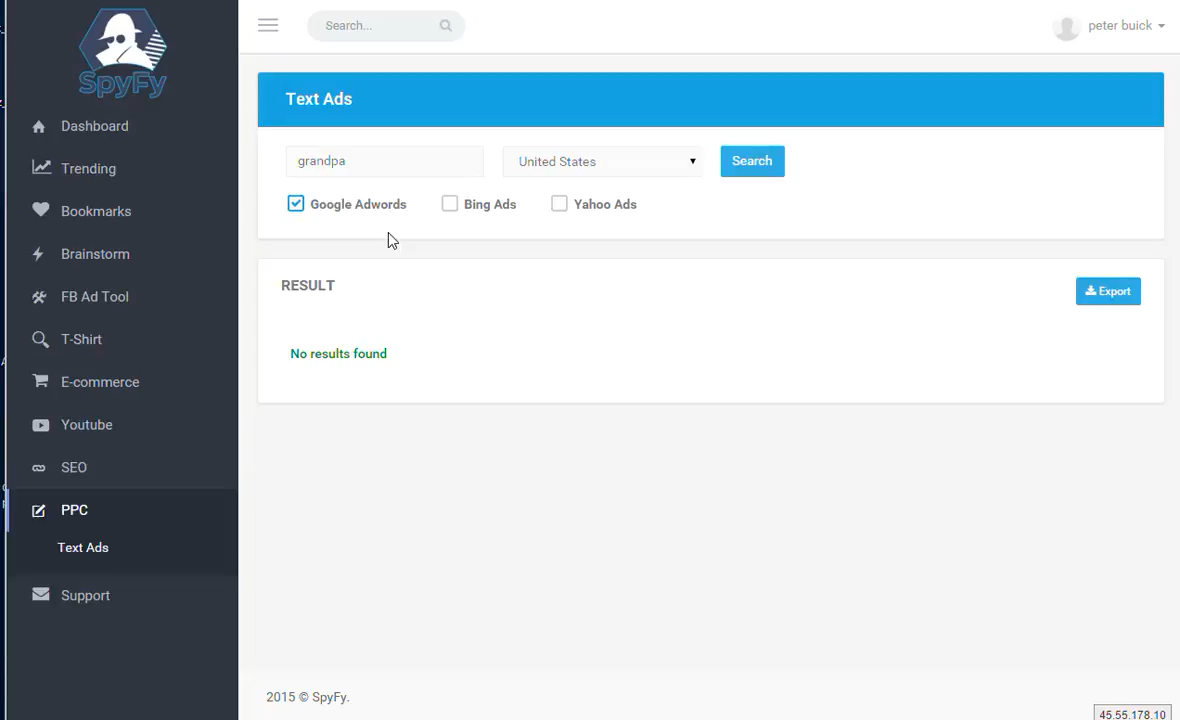 SpyFy
Dashboard
Trending
Bookmarks
Brainstorm
FB Ad Tool
T-Shirt
E-commerce
Youtube
SEO
PPC
Text Ads
Support
Search...
peter buick
Text Ads
grandpa
United States
Search
Google Adwords
Bing Ads
Yahoo Ads
RESULT
Export
No results found
2015 © SpyFy.
45.55.178.10